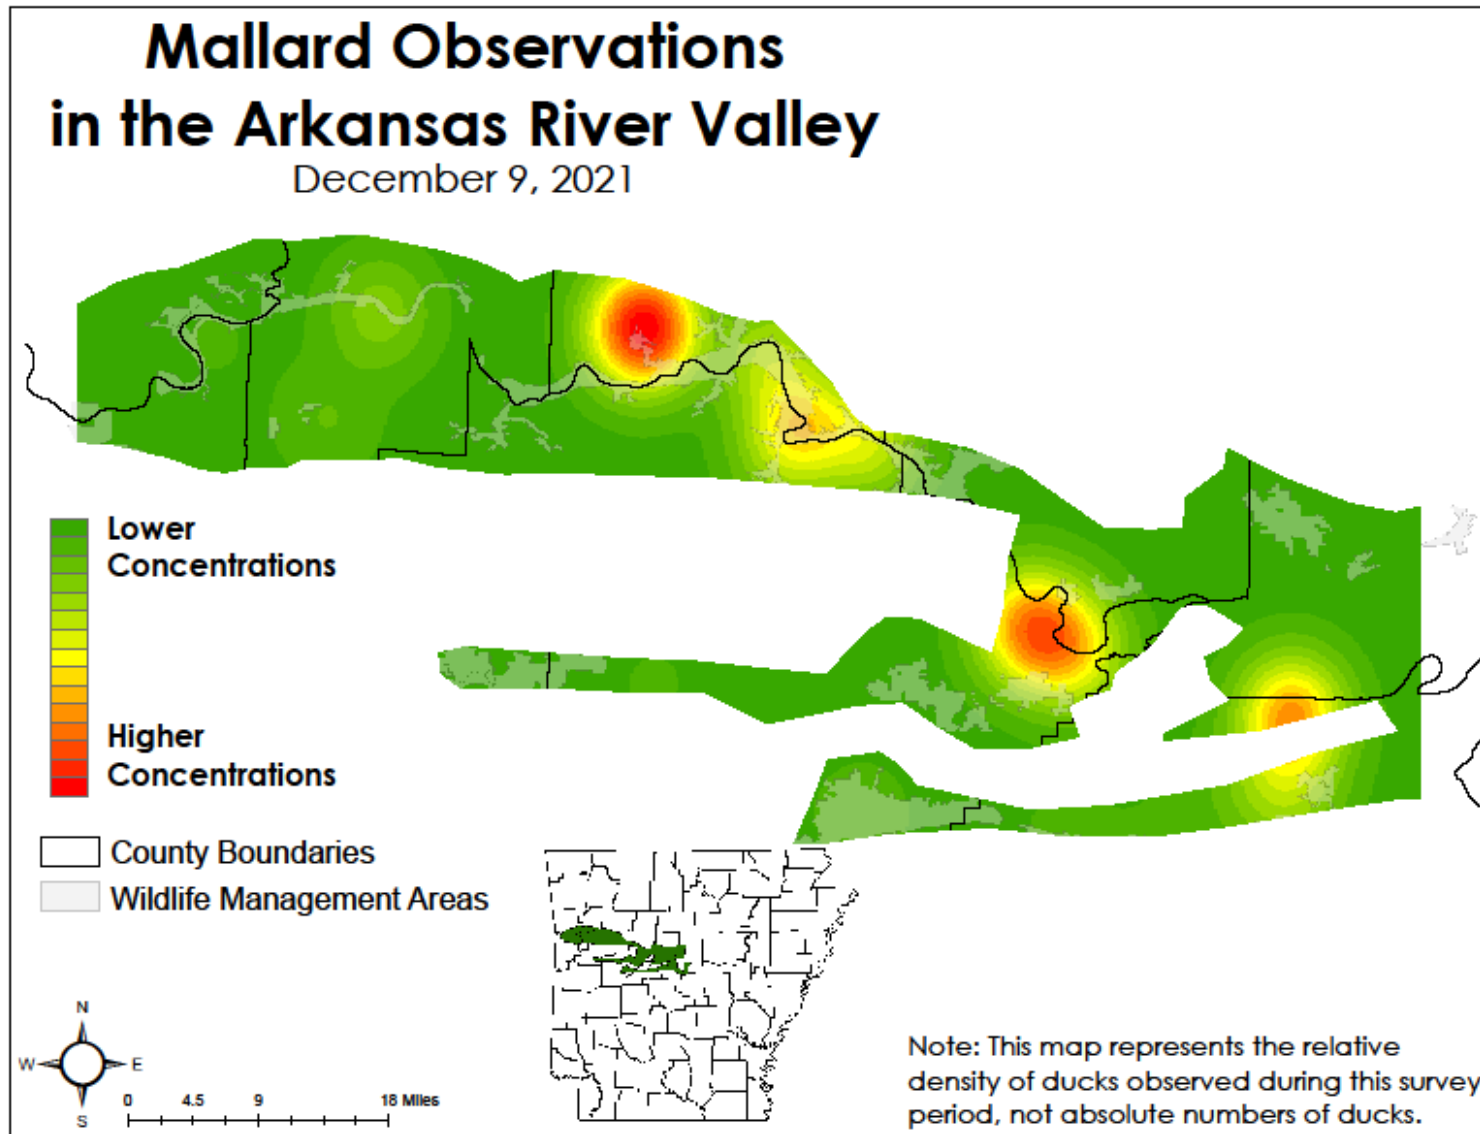 Mallard Observations
in the Arkansas River Valley
December 9, 2021
Lower
Concentrations
Higher
Concentrations
County Boundaries
Wildlife Management Areas
N
W
E
S
0 4.5 9 18 Miles
Note: This map represents the relative
density of ducks observed during this survey
period, not absolute numbers of ducks.